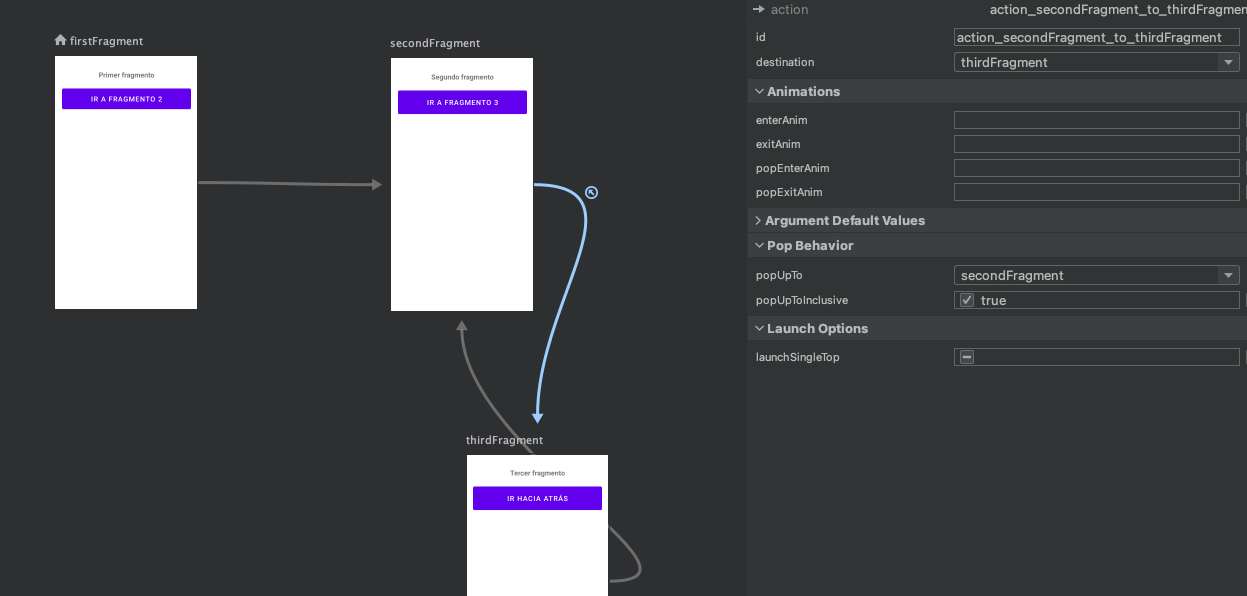 firstFragment
Primer fragmento
IR A FRAGMENTO 2
secondFragment
Segundo fragmento
IR A FRAGMENTO 3
thirdFragment
Tercer fragmento
IR HACIA ATRÁS
action action_secondFragment_to_thirdFragmen
id action_secondFragment_to_thirdFragment
destination thirdFragment
Animations
enterAnim
exitAnim
popEnterAnim
popExitAnim
Argument Default Values
Pop Behavior
popUpTo secondFragment
popUpToInclusive true
Launch Options
launchSingleTop